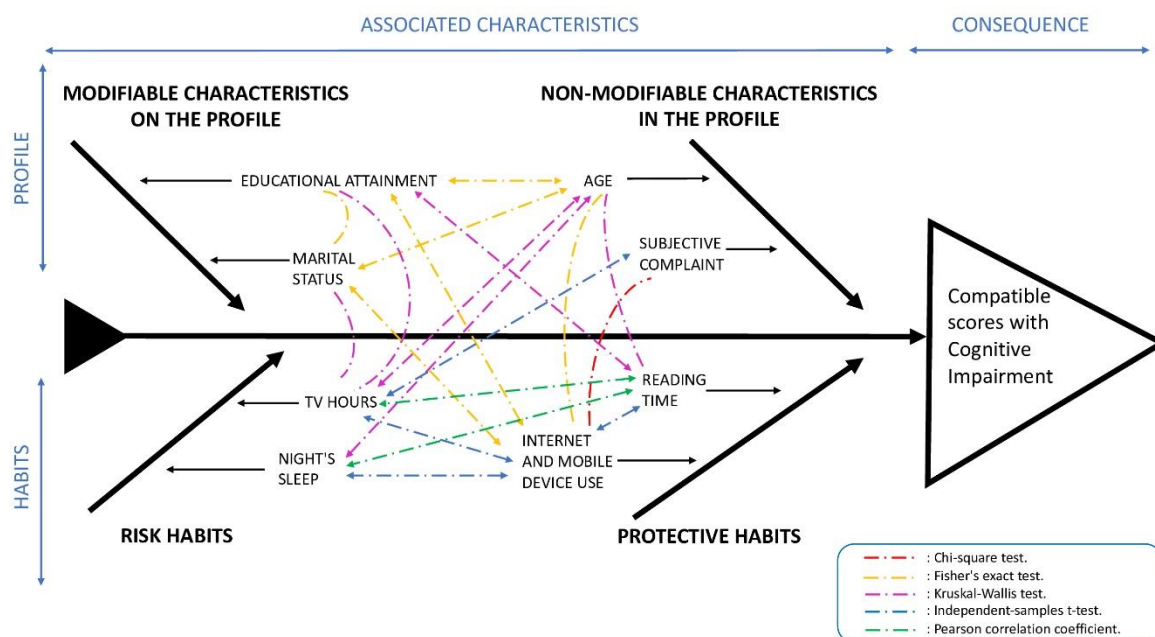 ASSOCIATED CHARACTERISTICS
CONSEQUENCE
PROFILE
MODIFIABLE CHARACTERISTICS
ON THE PROFILE
NON-MODIFIABLE CHARACTERISTICS
IN THE PROFILE
EDUCATIONAL ATTAINMENT
AGE
MARITAL
STATUS
SUBJECTIVE
COMPLAINT
Compatible
scores with
Cognitive
Impairment
HABITS
TV HOURS
READING
TIME
NIGHT'S
SLEEP
INTERNET
AND MOBILE
DEVICE USE
RISK HABITS
PROTECTIVE HABITS
: Chi-square test.
: Fisher's exact test.
: Kruskal-Wallis test.
: Independent-samples t-test.
: Pearson correlation coefficient.